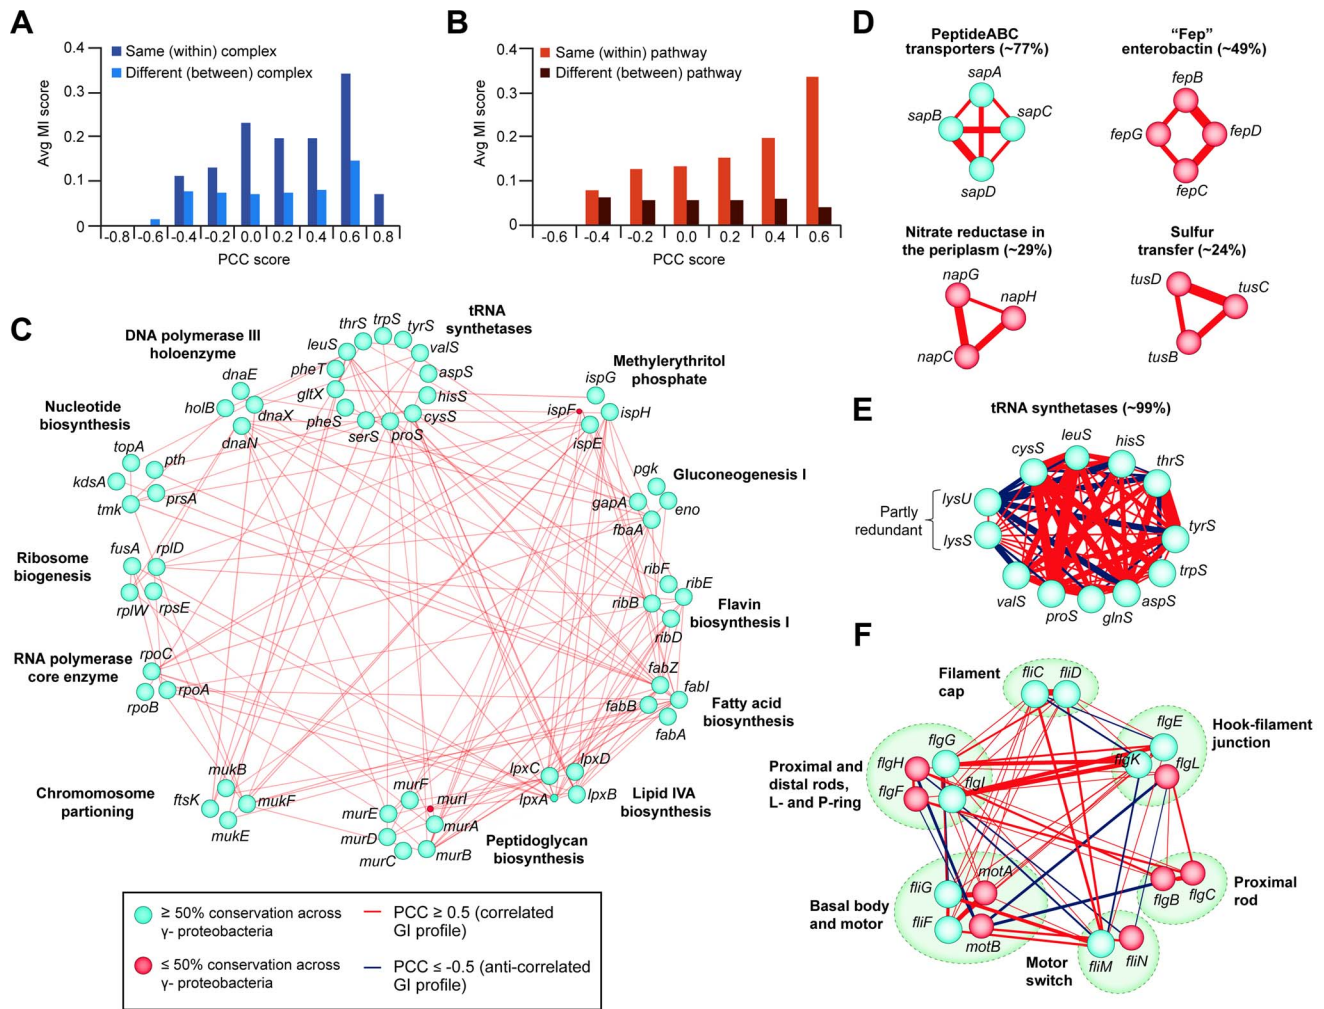 A
0.4
0.3
0.2
0.1
0
Avg MI score
Same (within) complex
Different (between) complex
-0.8
-0.6
-0.4
-0.2
0.0
0.2
0.4
0.6
0.8
PCC score
B
0.4
0.3
0.2
0.1
0
Avg MI score
Same (within) pathway
Different (between) pathway
-0.6
-0.4
-0.2
0.0
0.2
0.4
0.6
PCC score
C
tRNA
synthetases
thrS
trpS
tyrS
leuS
valS
pheT
aspS
gltX
hisS
pheS
cysS
serS
proS
DNA polymerase III
holoenzyme
dnaE
holB
dnaX
dnaN
Methylerythritol
phosphate
ispG
ispF
ispH
ispE
Nucleotide
biosynthesis
topA
pth
kdsA
prsA
tmk
Gluconeogenesis I
pgk
gapA
eno
fbaA
Ribosome
biogenesis
fusA
rplD
rplW
rpsE
Flavin
biosynthesis I
ribF
ribE
ribB
ribD
RNA polymerase
core enzyme
rpoC
rpoA
rpoB
Fatty acid
biosynthesis
fabZ
fabI
fabB
fabA
Chromomosome
partioning
mukB
ftsK
mukF
mukE
Peptidoglycan
biosynthesis
murF
murI
murE
murA
murD
murC
murB
Lipid IVA
biosynthesis
lpxC
lpxD
lpxA
lpxB
≥ 50% conservation across
γ- proteobacteria
≤ 50% conservation across
γ- proteobacteria
PCC ≥ 0.5 (correlated
GI profile)
PCC ≤ -0.5 (anti-correlated
GI profile)
D
PeptideABC
transporters (~77%)
sapA
sapB
sapC
sapD
“Fep”
enterobactin (~49%)
fepB
fepG
fepD
fepC
Nitrate reductase in
the periplasm (~29%)
napG
napH
napC
Sulfur
transfer (~24%)
tusD
tusC
tusB
E
tRNA synthetases (~99%)
leuS
cysS
hisS
thrS
lysU
Partly
redundant
lysS
tyrS
trpS
valS
proS
glnS
aspS
F
Filament
cap
fliC
fliD
Hook-filament
junction
flgE
flgK
flgL
Proximal and
distal rods,
L- and P-ring
flgG
flgH
flgI
flgF
Basal body
and motor
fliG
motA
fliF
motB
Motor
switch
fliM
fliN
Proximal
rod
flgB
flgC